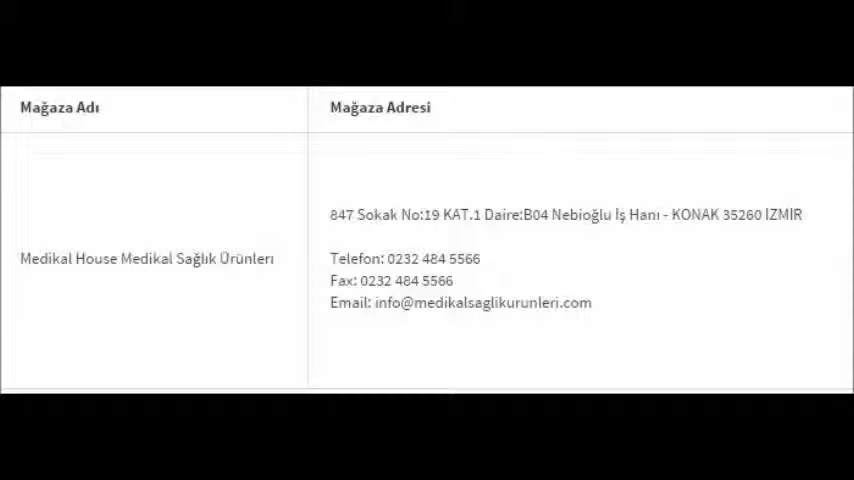 Mağaza Adı
Mağaza Adresi
847 Sokak No:19 KAT.1 Daire:B04 Nebioğlu İş Hanı - KONAK 35260 İZMİR
Medikal House Medikal Sağlık Ürünleri
Telefon: 0232 484 5566
Fax: 0232 484 5566
Email: info@medikalsaglikurunleri.com